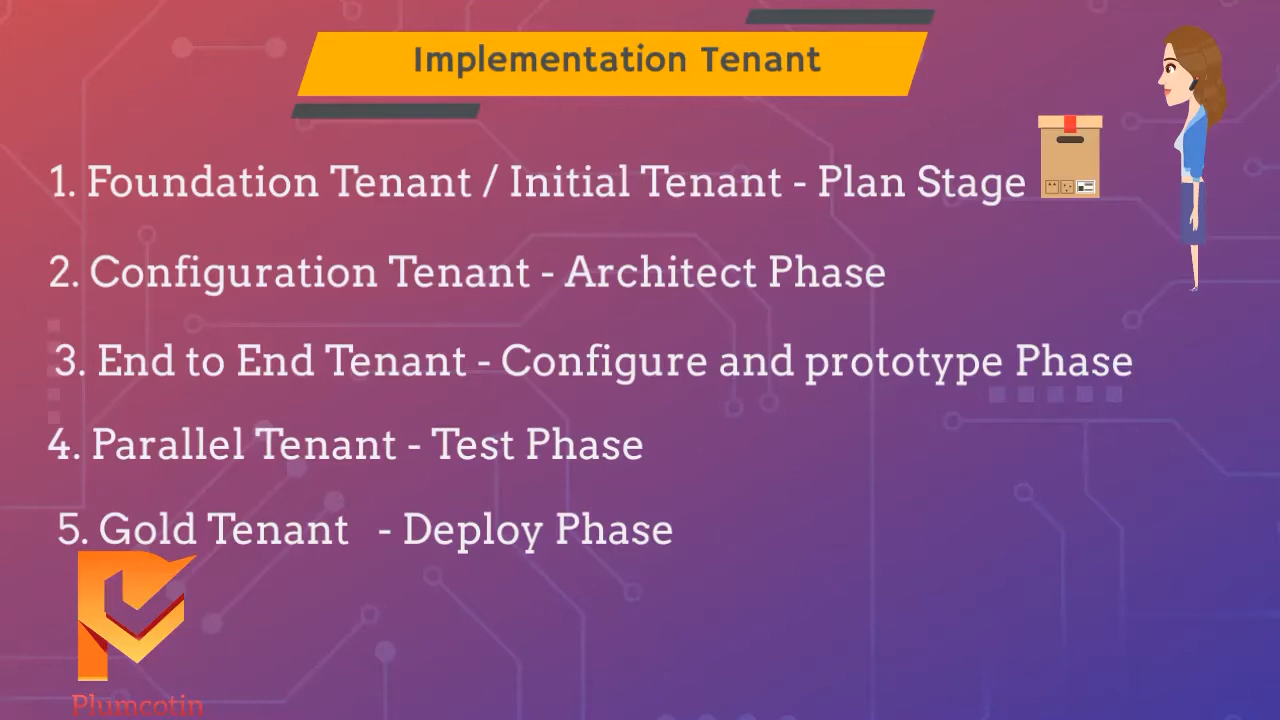 Implementation Tenant
1. Foundation Tenant / Initial Tenant - Plan Stage
2. Configuration Tenant - Architect Phase
3. End to End Tenant - Configure and prototype Phase
4. Parallel Tenant - Test Phase
5. Gold Tenant - Deploy Phase
Plumcotin